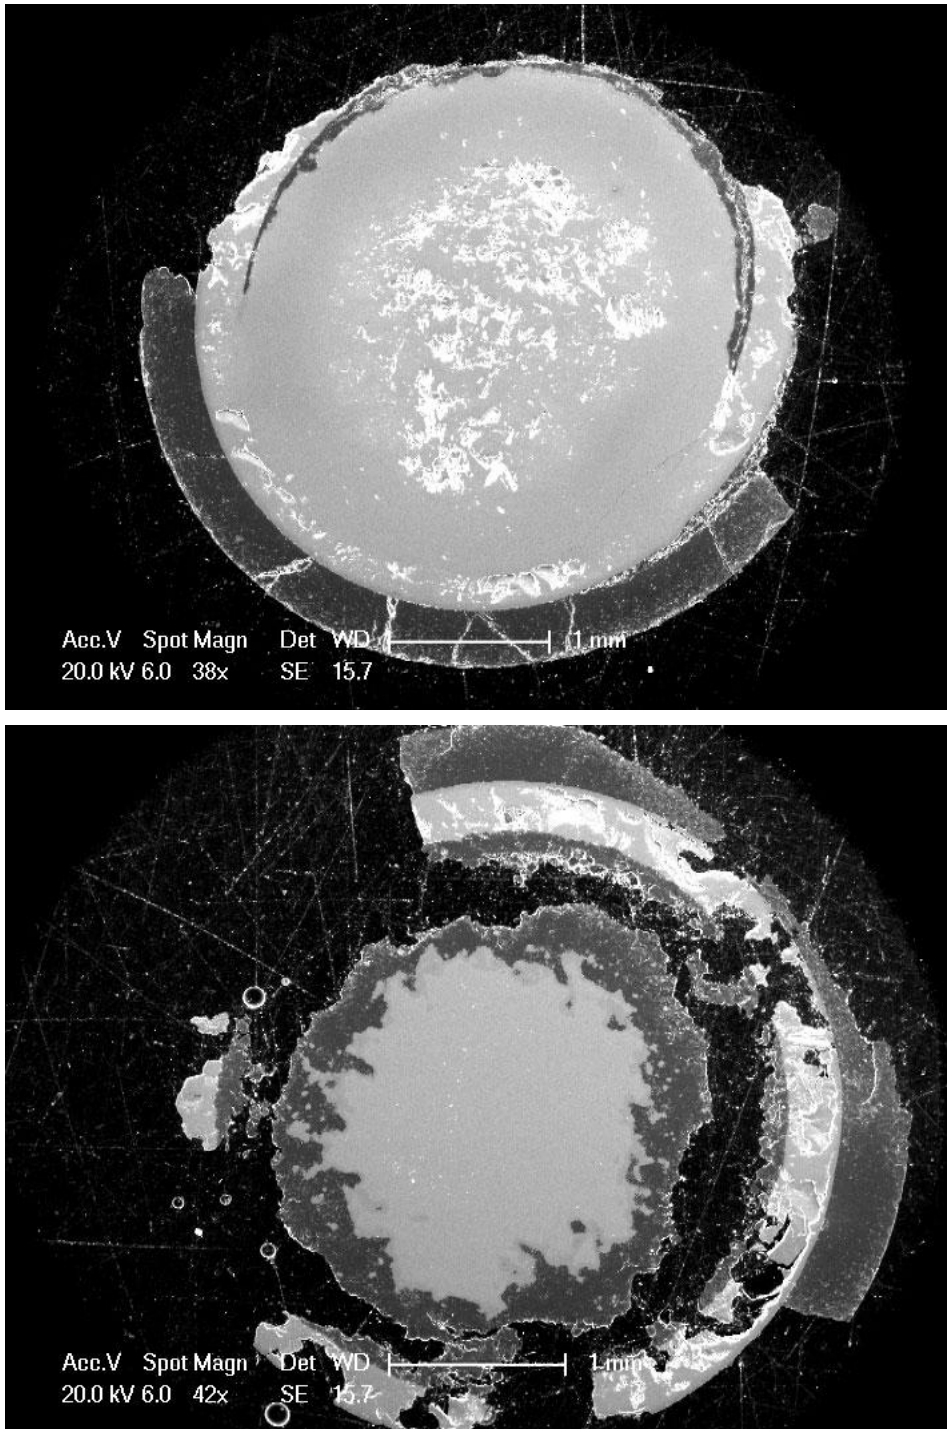 Acc.V Spot Magn Det WD 1 mm
20.0 kV 6.0 38x SE 15.7
Acc.V Spot Magn Det WD 1 mm
20.0 kV 6.0 42x SE 15.7